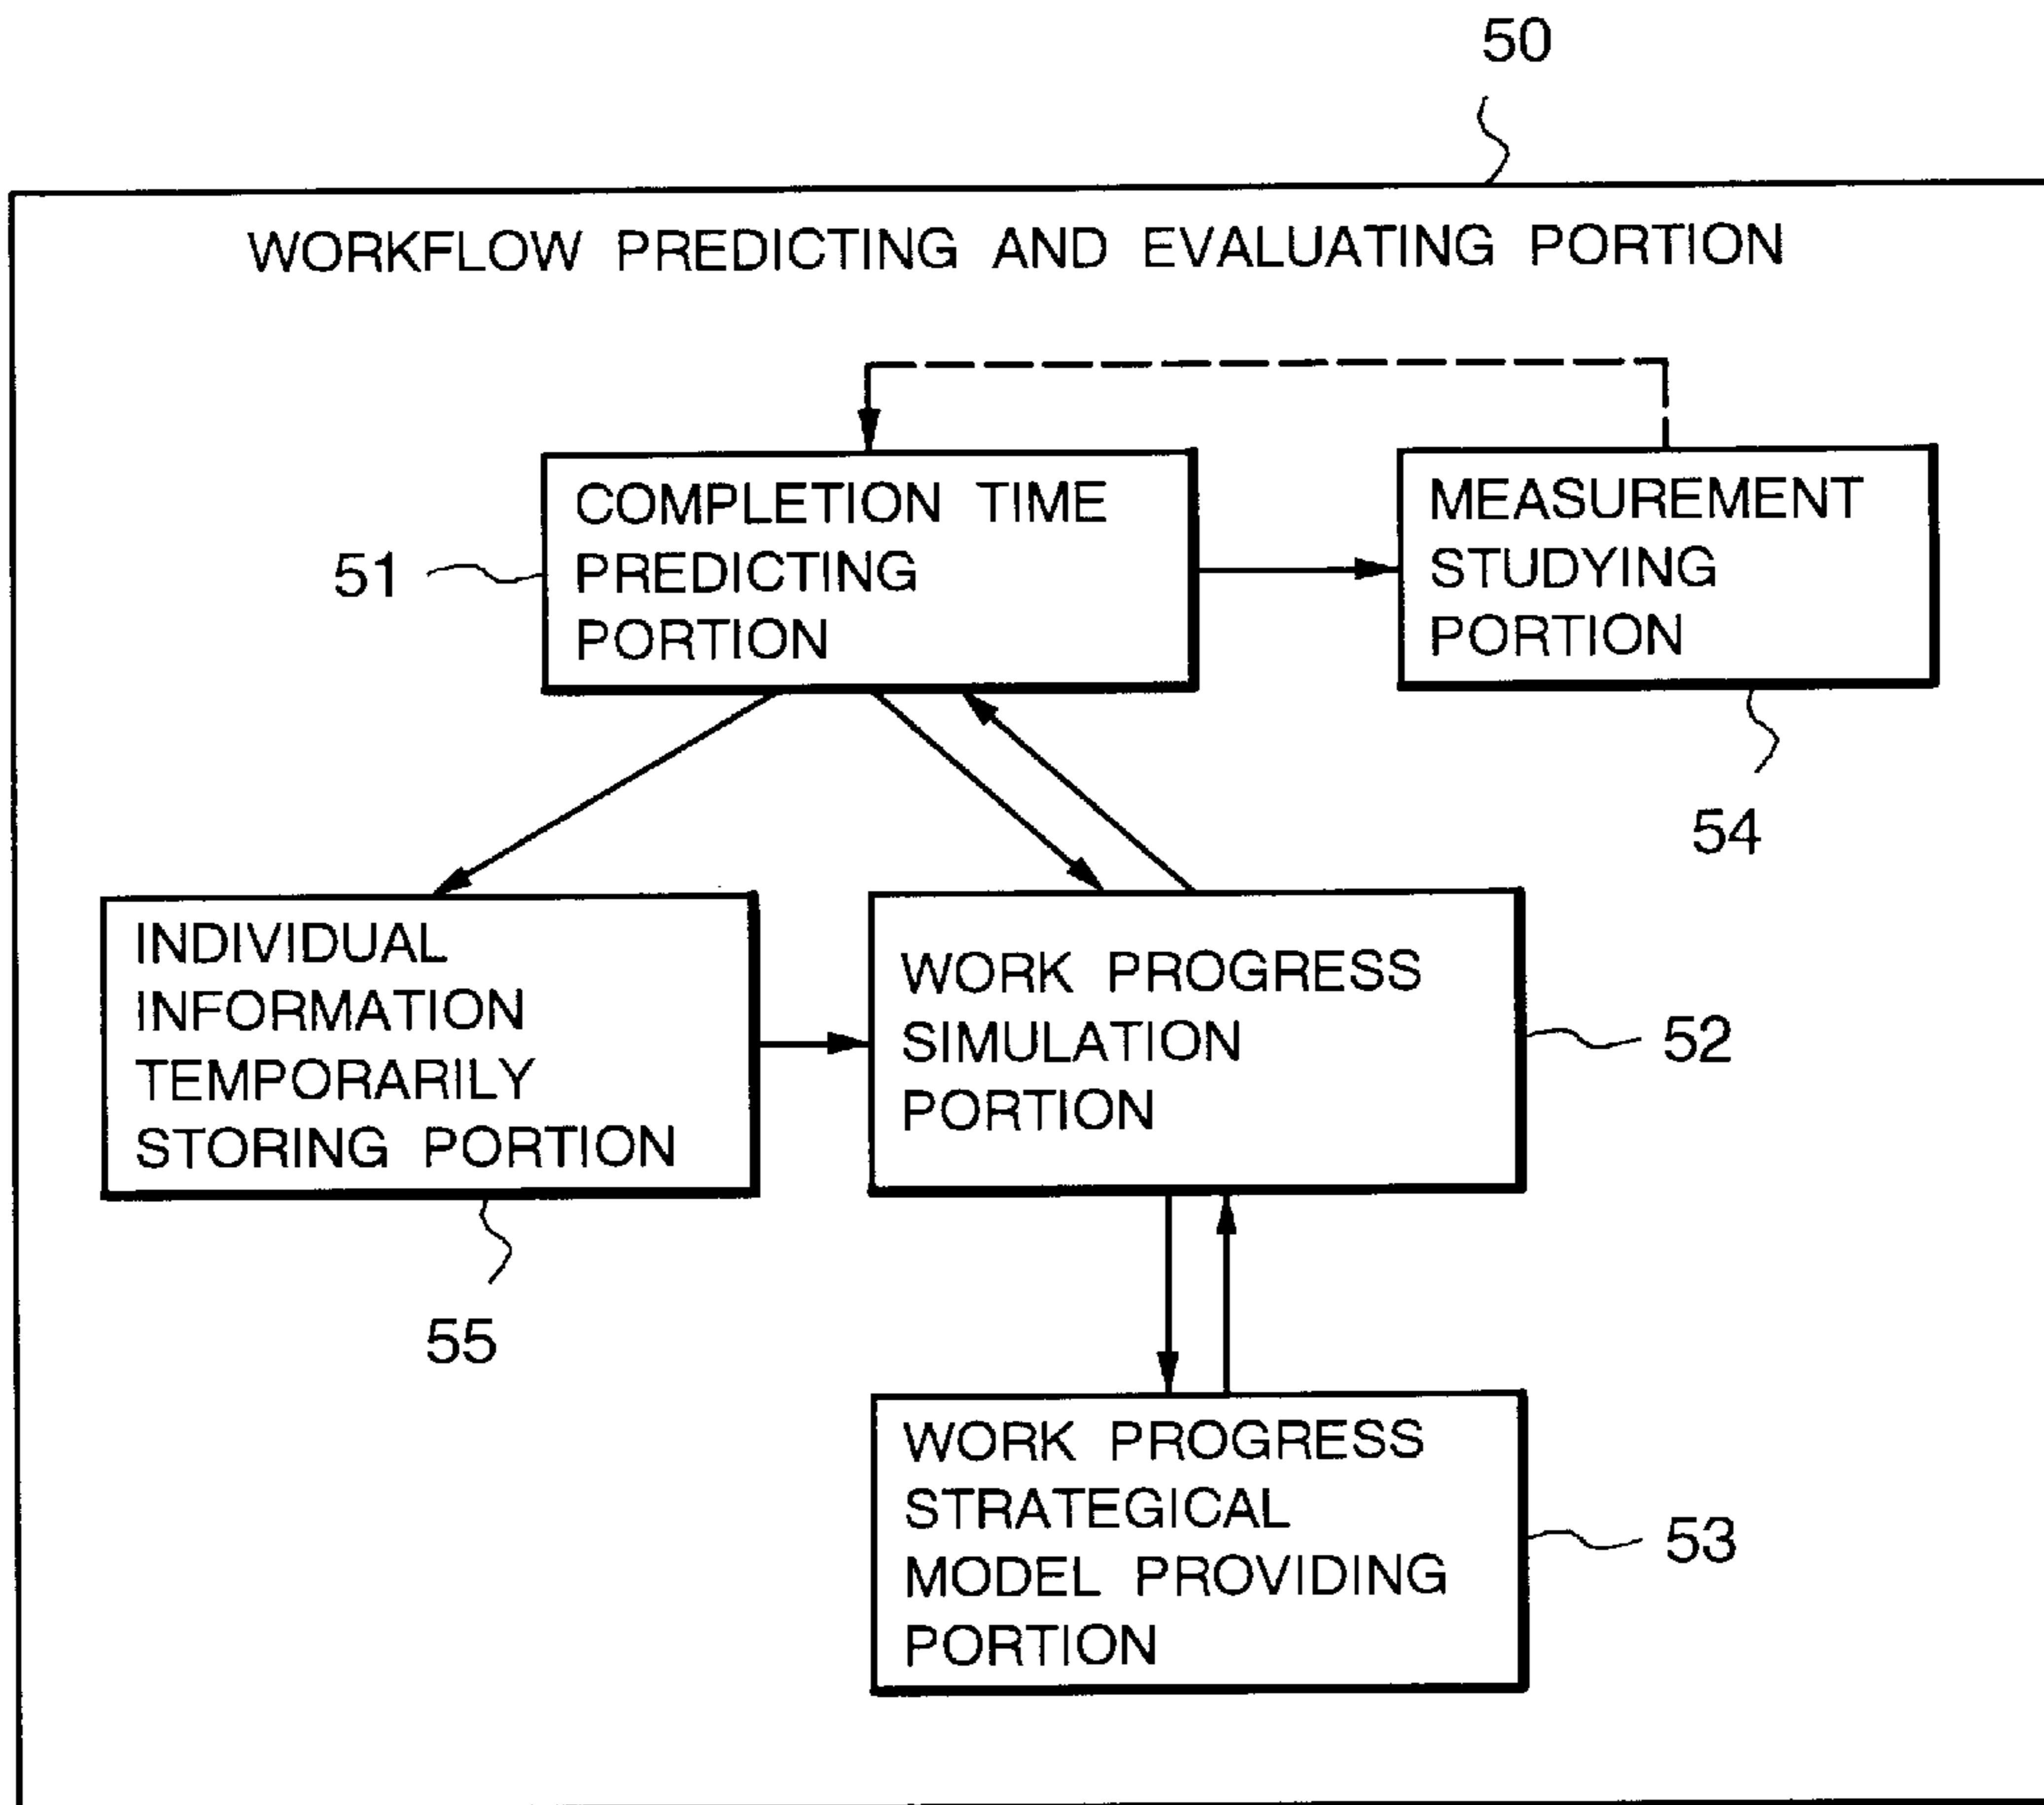 50
WORKFLOW PREDICTING AND EVALUATING PORTION
51
COMPLETION TIME
PREDICTING
PORTION
MEASUREMENT
STUDYING
PORTION
54
INDIVIDUAL
INFORMATION
TEMPORARILY
STORING PORTION
55
WORK PROGRESS
SIMULATION
PORTION
52
WORK PROGRESS
STRATEGICAL
MODEL PROVIDING
PORTION
53